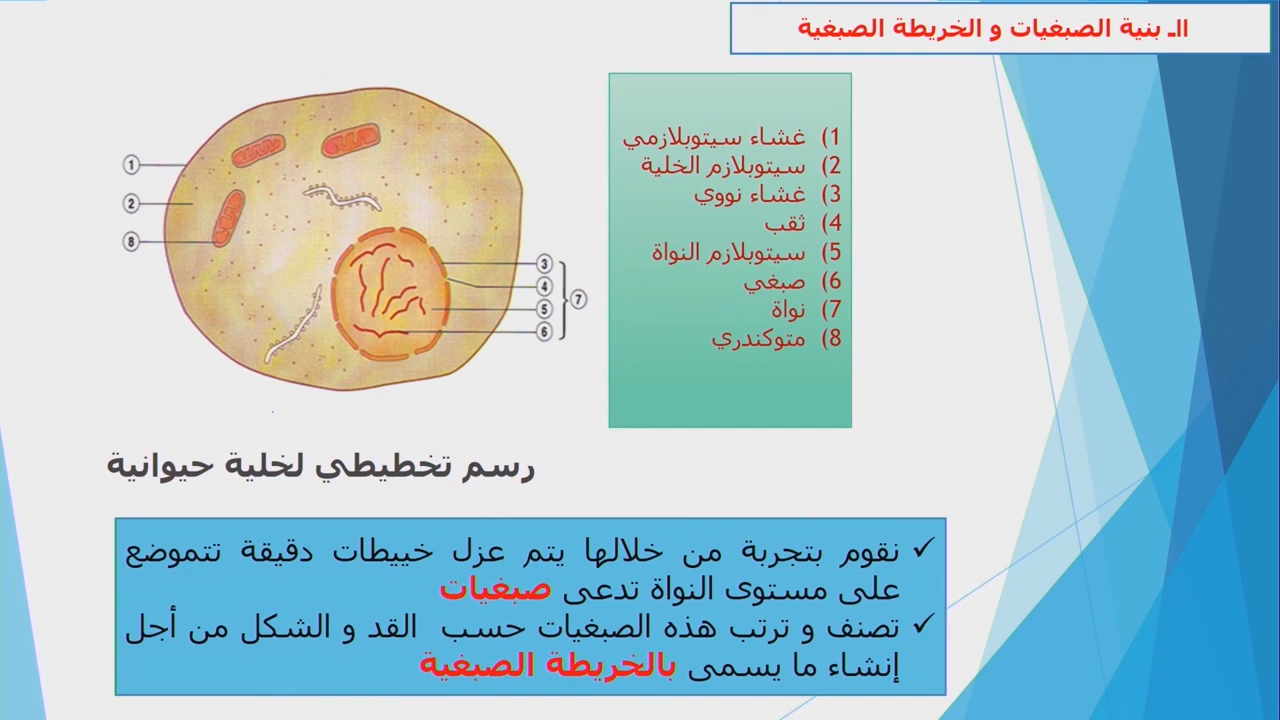 II۔ بنية الصبغيات و الخريطة الصبغية
1) غشاء سيتوبلازمي
2) سيتوبلازم الخلية
3) غشاء نووي
4) ثقب
5) سيتوبلازم النواة
6) صبغي
7) نواة
8) متوكندري
1
2
8
3
4
5
6
7
رسم تخطيطي لخلية حيوانية
✓ نقوم بتجربة من خلالها يتم عزل خييطات دقيقة تتموضع
على مستوى النواة تدعى صبغيات
✓ تصنف و ترتب هذه الصبغيات حسب القد و الشكل من أجل
إنشاء ما يسمى بالخريطة الصبغية